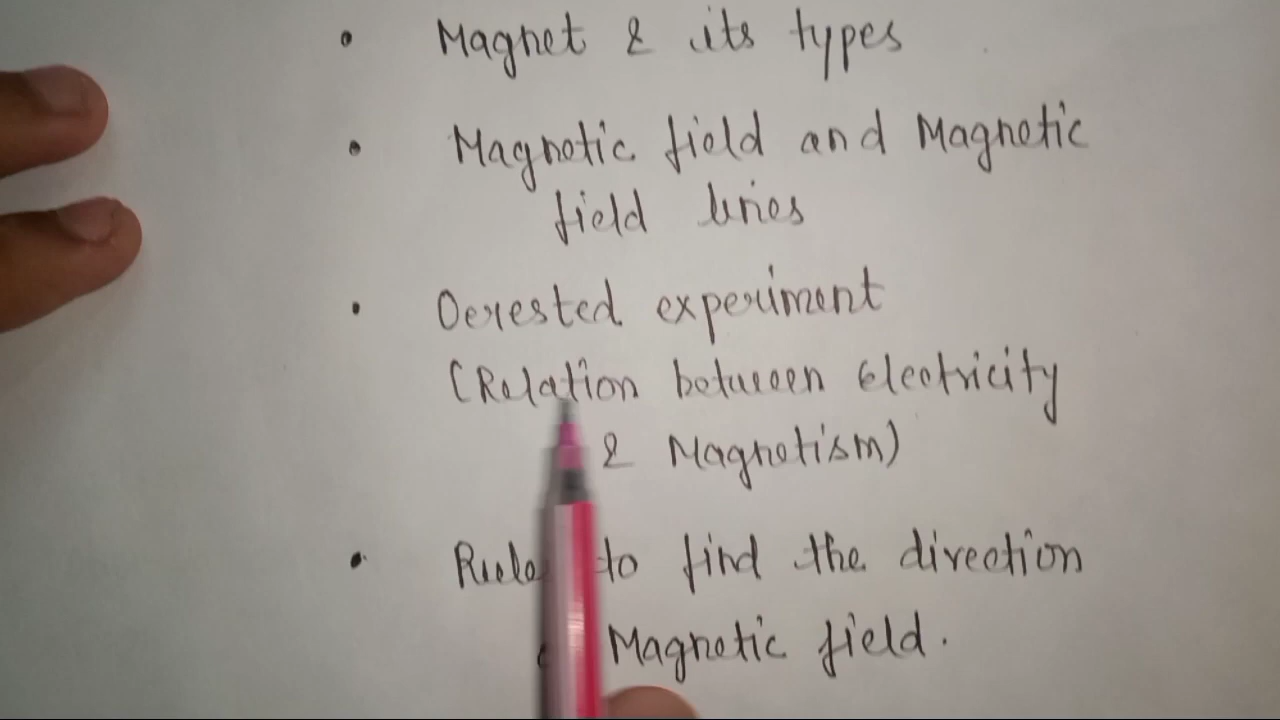 • Magnet & its types
• Magnetic field and Magnetic
field lines
• Oerested experiment
(Relation between Electricity
& Magnetism)
• to find the direction
Magnetic field.